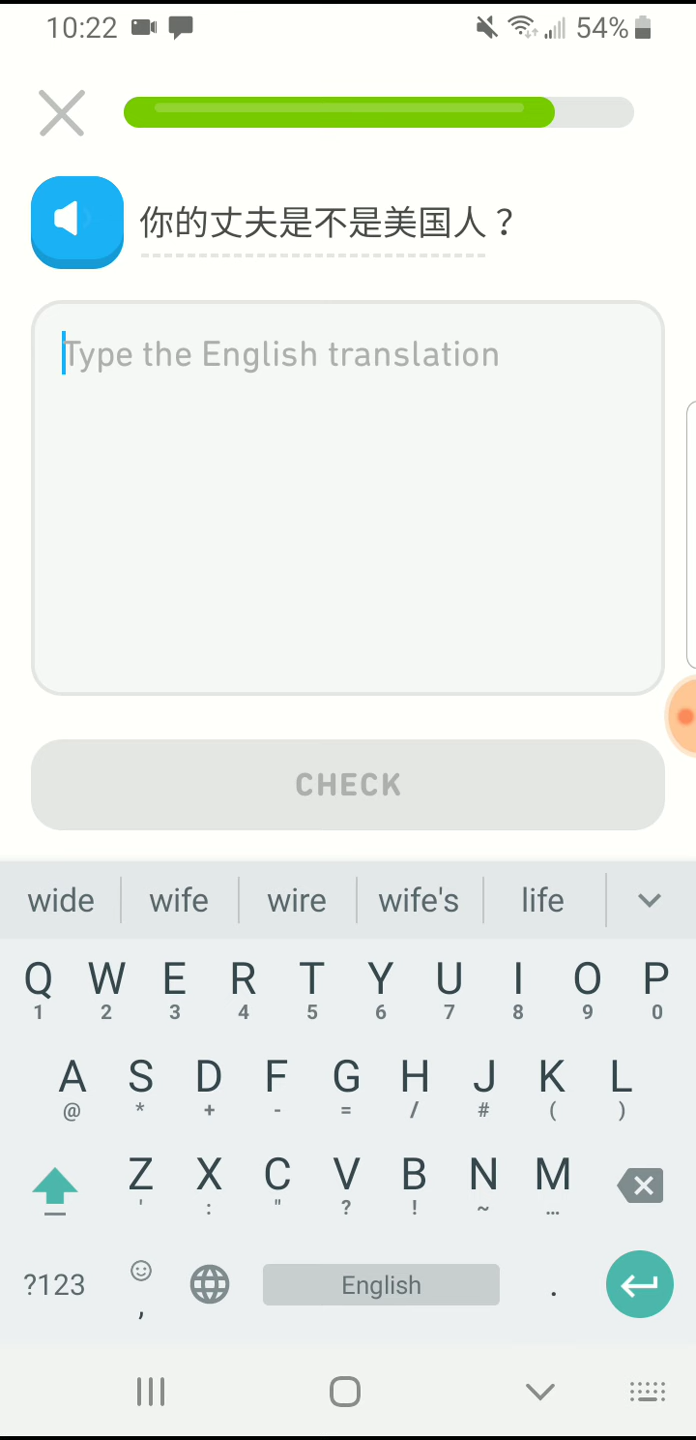 10:22 54%
你的丈夫是不是美国人？
Type the English translation
CHECK
wide wife wire wife's life
Q W E R T Y U I O P
1 2 3 4 5 6 7 8 9 0
A S D F G H J K L
@ * + - = / # ( )
Z X C V B N M
' : " ? ! ~ …
?123 , English .